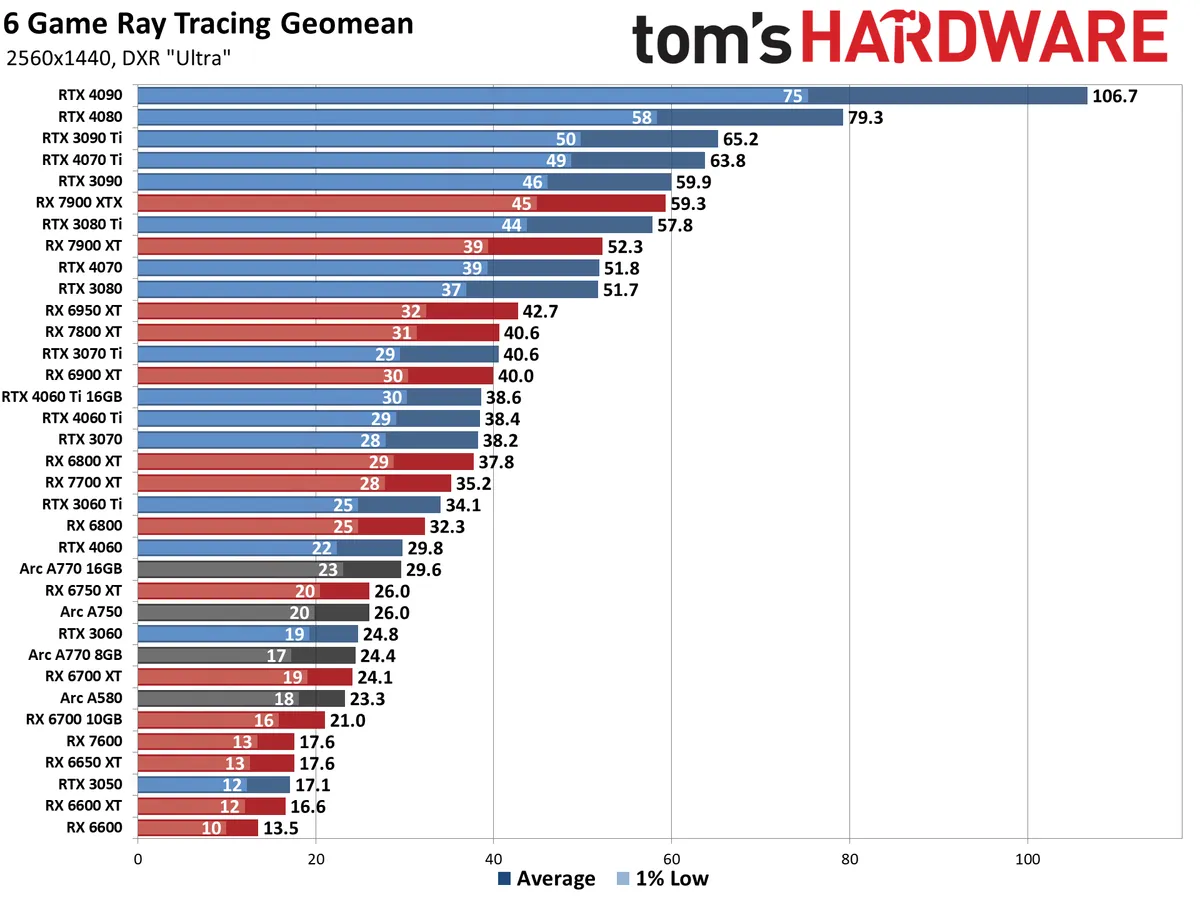 6 Game Ray Tracing Geomean
2560x1440, DXR "Ultra"
tom's HARDWARE
RTX 4090 75 106.7
RTX 4080 58 79.3
RTX 3090 Ti 50 65.2
RTX 4070 Ti 49 63.8
RTX 3090 46 59.9
RX 7900 XTX 45 59.3
RTX 3080 Ti 44 57.8
RX 7900 XT 39 52.3
RTX 4070 39 51.8
RTX 3080 37 51.7
RX 6950 XT 32 42.7
RX 7800 XT 31 40.6
RTX 3070 Ti 29 40.6
RX 6900 XT 30 40.0
RTX 4060 Ti 16GB 30 38.6
RTX 4060 Ti 29 38.4
RTX 3070 28 38.2
RX 6800 XT 29 37.8
RX 7700 XT 28 35.2
RTX 3060 Ti 25 34.1
RX 6800 25 32.3
RTX 4060 22 29.8
Arc A770 16GB 23 29.6
RX 6750 XT 20 26.0
Arc A750 20 26.0
RTX 3060 19 24.8
Arc A770 8GB 17 24.4
RX 6700 XT 19 24.1
Arc A580 18 23.3
RX 6700 10GB 16 21.0
RX 7600 13 17.6
RX 6650 XT 13 17.6
RTX 3050 12 17.1
RX 6600 XT 12 16.6
RX 6600 10 13.5
0 20 40 60 80 100
Average 1% Low